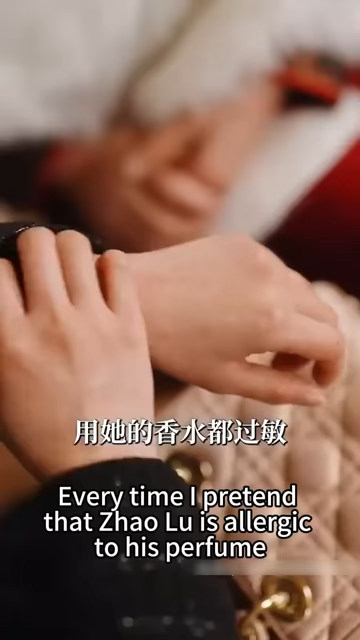 用她的香水都过敏
Every time I pretend
that Zhao Lu is allergic
to his perfume